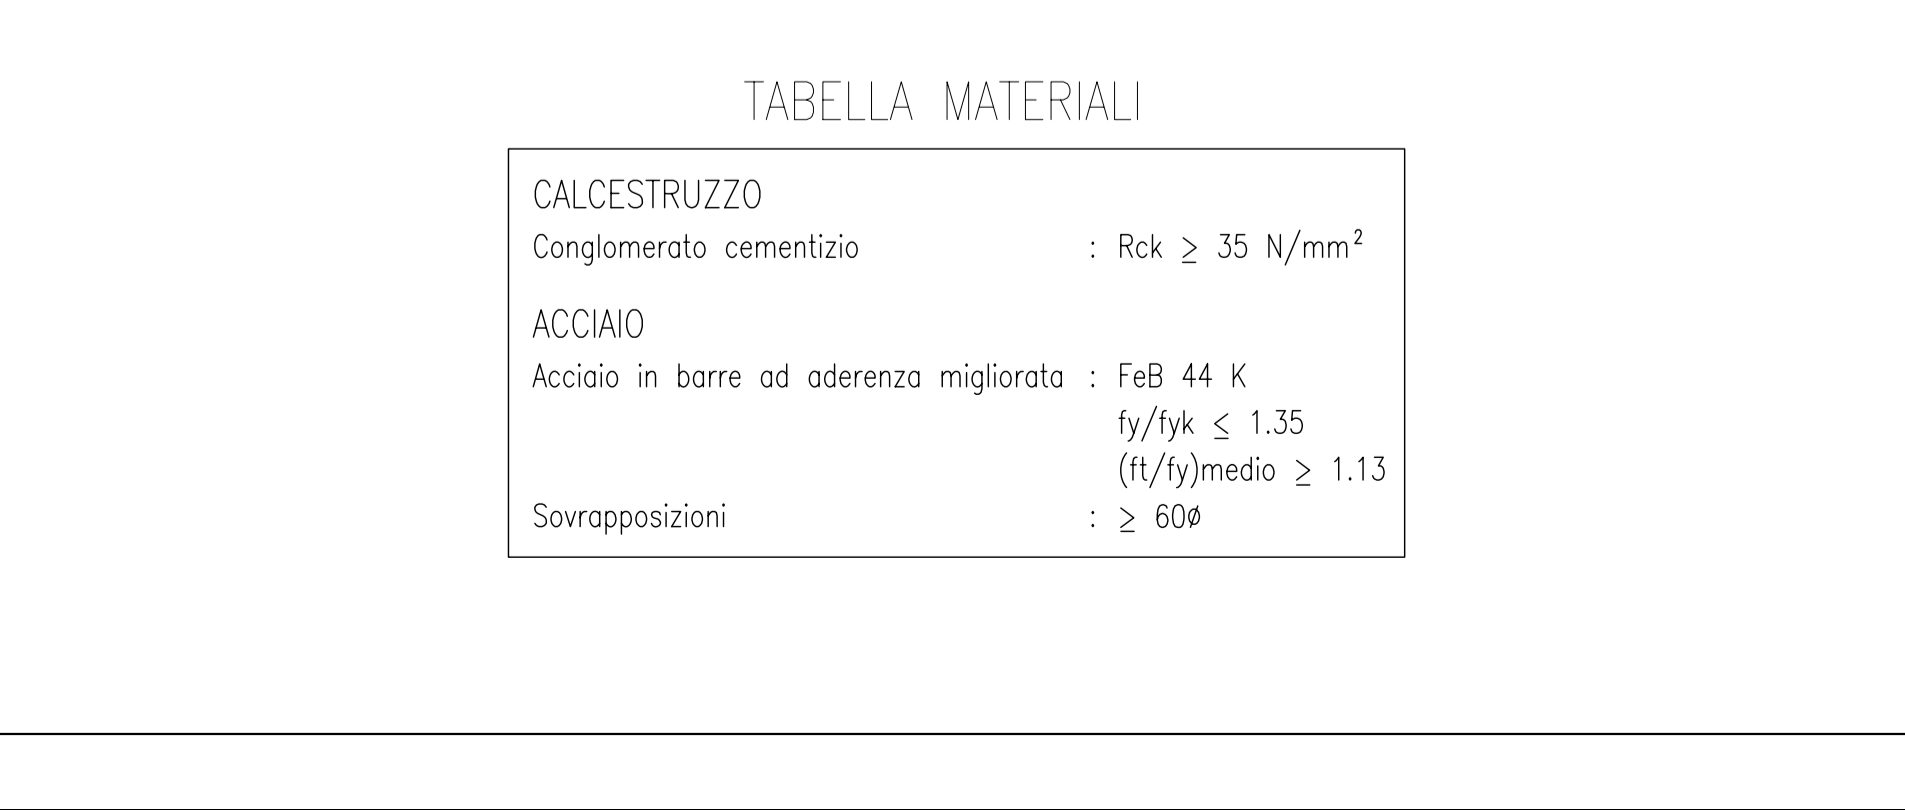 TABELLA MATERIALI
CALCESTRUZZO
Conglomerato cementizio : Rck ≥ 35 N/mm²
ACCIAIO
Acciaio in barre ad aderenza migliorata : FeB 44 K
fy/fyk ≤ 1.35
(ft/fy)medio ≥ 1.13
Sovrapposizioni : ≥ 60ø